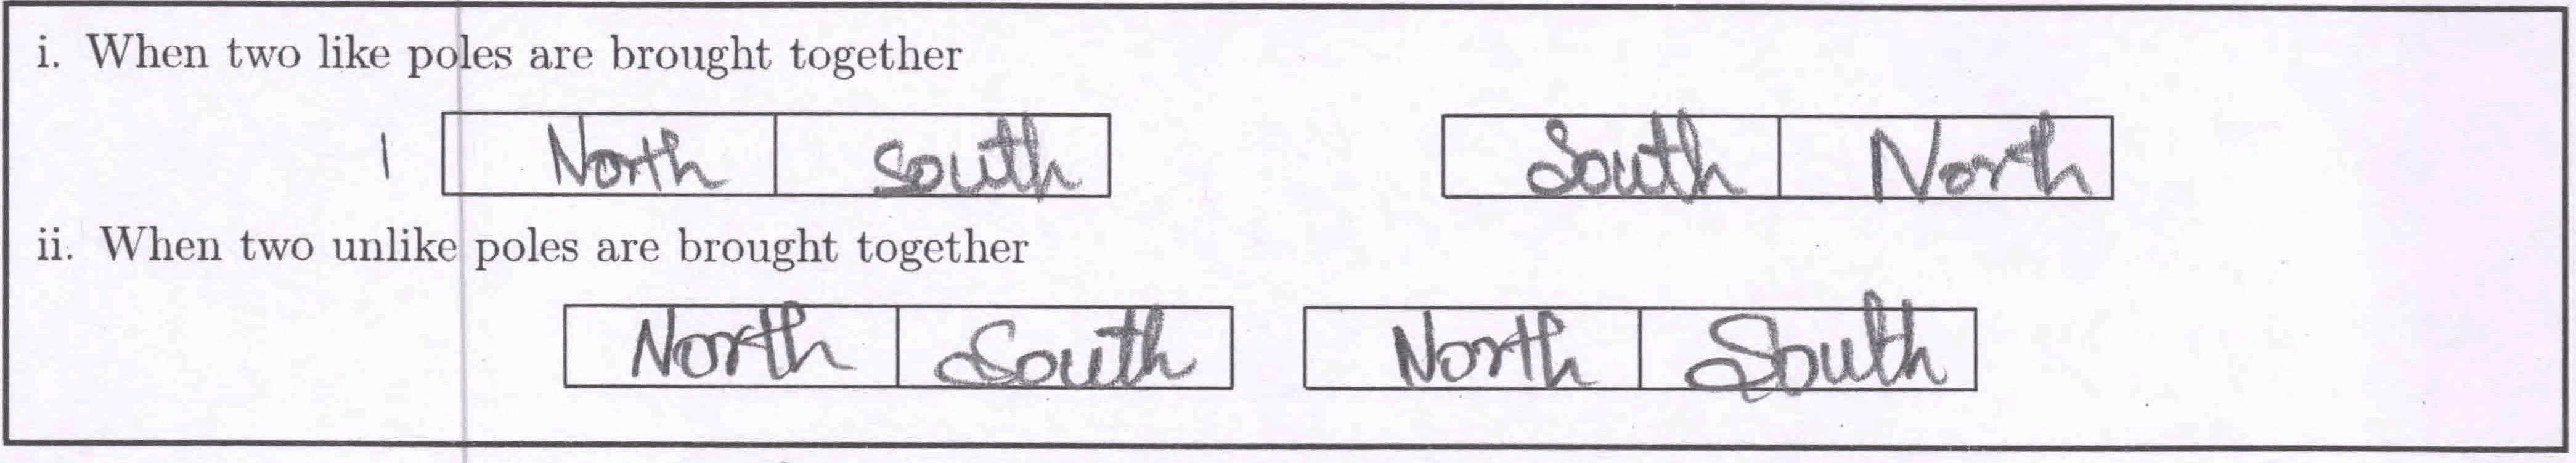 i. When two like poles are brought together
North south South North
ii. When two unlike poles are brought together
North South North South